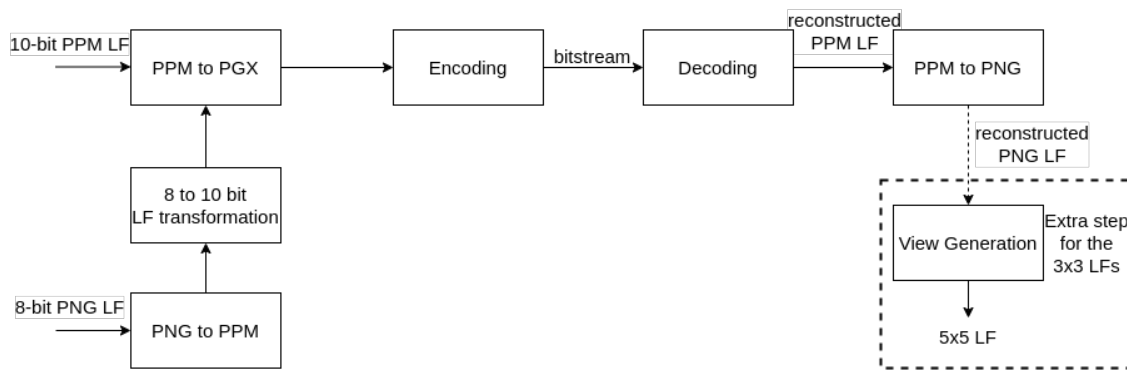 10-bit PPM LF
PPM to PGX
Encoding
bitstream
Decoding
reconstructed
PPM LF
PPM to PNG
reconstructed
PNG LF
8 to 10 bit
LF transformation
View Generation
Extra step
for the
3x3 LFs
8-bit PNG LF
PNG to PPM
5x5 LF